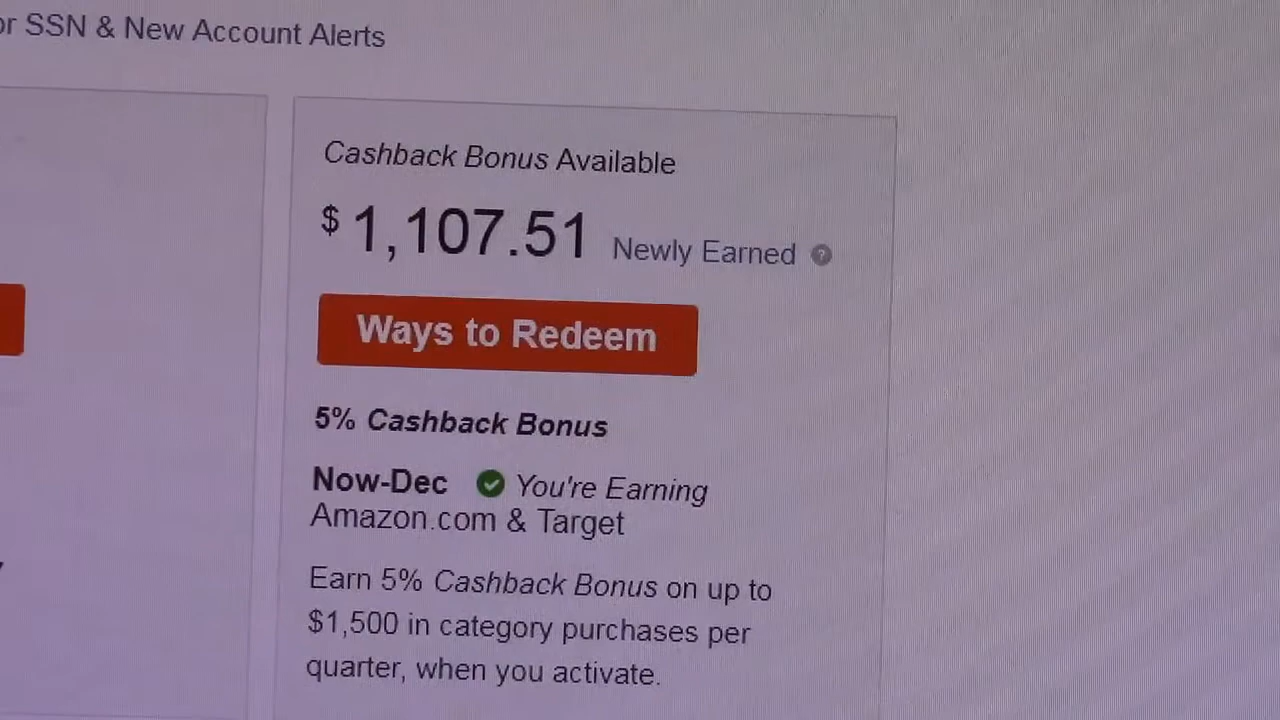 or SSN & New Account Alerts
Cashback Bonus Available
$1,107.51 Newly Earned ?
Ways to Redeem
5% Cashback Bonus
Now-Dec You're Earning
Amazon.com & Target
Earn 5% Cashback Bonus on up to
$1,500 in category purchases per
quarter, when you activate.